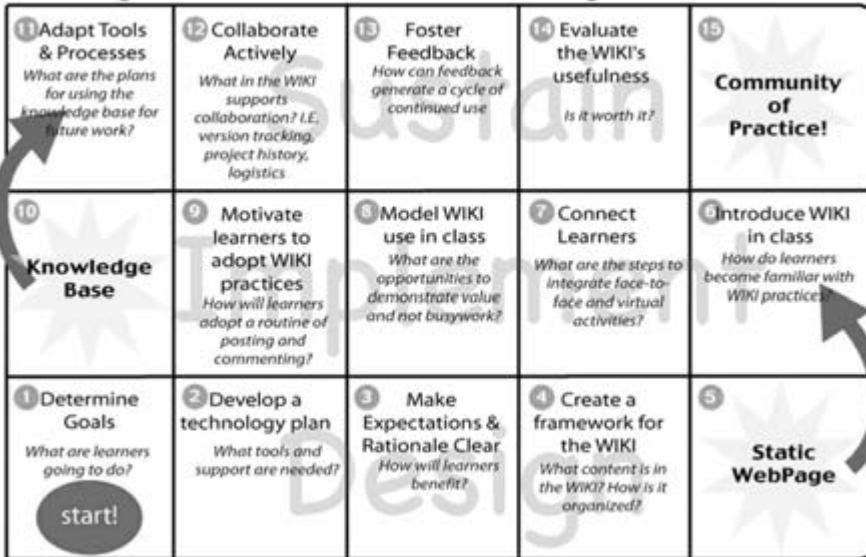 11 Adapt Tools
& Processes
What are the plans
for using the
knowledge base for
future work?
12 Collaborate
Actively
What in the WIKI
supports
collaboration? I.E,
version tracking,
project history,
logistics
13 Foster
Feedback
How can feedback
generate a cycle of
continued use
14 Evaluate
the WIKI's
usefulness
Is it worth it?
15
Community
of
Practice!
Sustain
10
Knowledge
Base
9 Motivate
learners to
adopt WIKI
practices
How will learners
adopt a routine of
posting and
commenting?
8 Model WIKI
use in class
What are the
opportunities to
demonstrate value
and not busywork?
7 Connect
Learners
What are the steps to
integrate face-to-
face and virtual
activities?
6 Introduce WIKI
in class
How do learners
become familiar with
WIKI practices?
Implement
1 Determine
Goals
What are learners
going to do?
start!
2 Develop a
technology plan
What tools and
support are needed?
3 Make
Expectations &
Rationale Clear
How will learners
benefit?
4 Create a
framework for
the WIKI
What content is in
the WIKI? How is it
organized?
5
Static
WebPage
Design